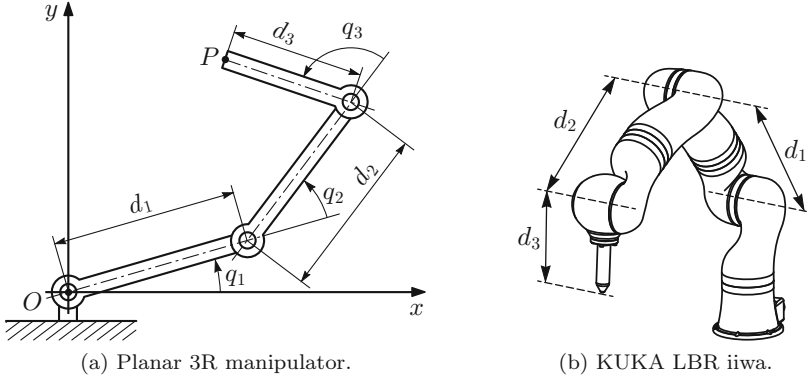 y
P
d₃
q₃
d₁
d₂
q₂
q₁
O
x
(a) Planar 3R manipulator.
d₂
d₁
d₃
(b) KUKA LBR iiwa.